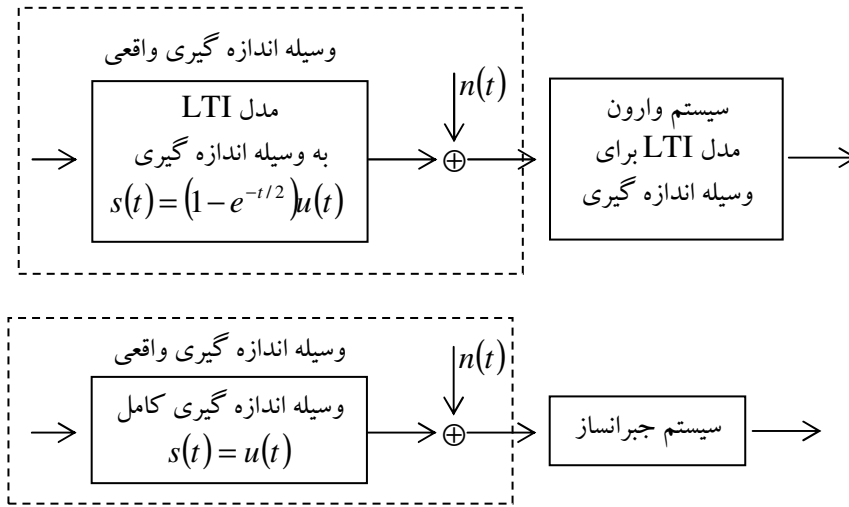 وسیله اندازه گیری واقعی
n(t)
مدل LTI
به وسیله اندازه گیری
s(t)=(1−e^{−t/2})u(t)
⊕
سیستم وارون
مدل LTI برای
وسیله اندازه گیری
وسیله اندازه گیری واقعی
n(t)
وسیله اندازه گیری کامل
s(t)=u(t)
⊕
سیستم جبرانساز